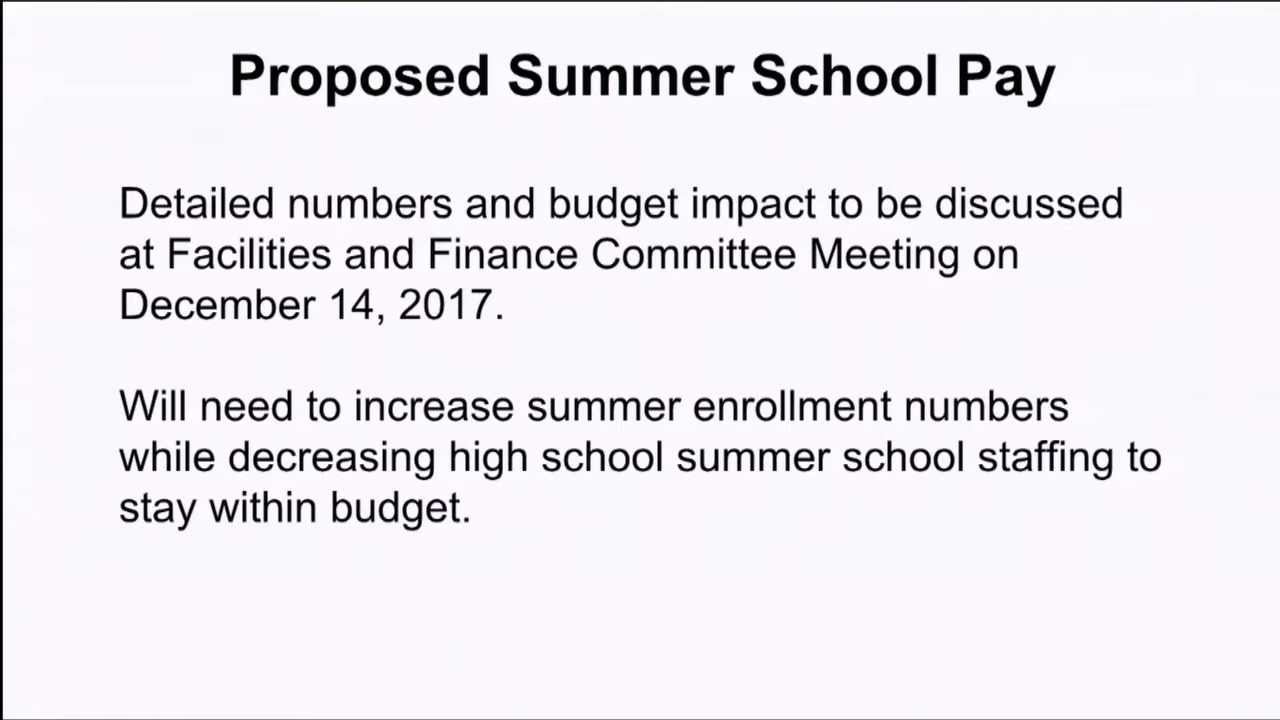 Proposed Summer School Pay
Detailed numbers and budget impact to be discussed
at Facilities and Finance Committee Meeting on
December 14, 2017.
Will need to increase summer enrollment numbers
while decreasing high school summer school staffing to
stay within budget.